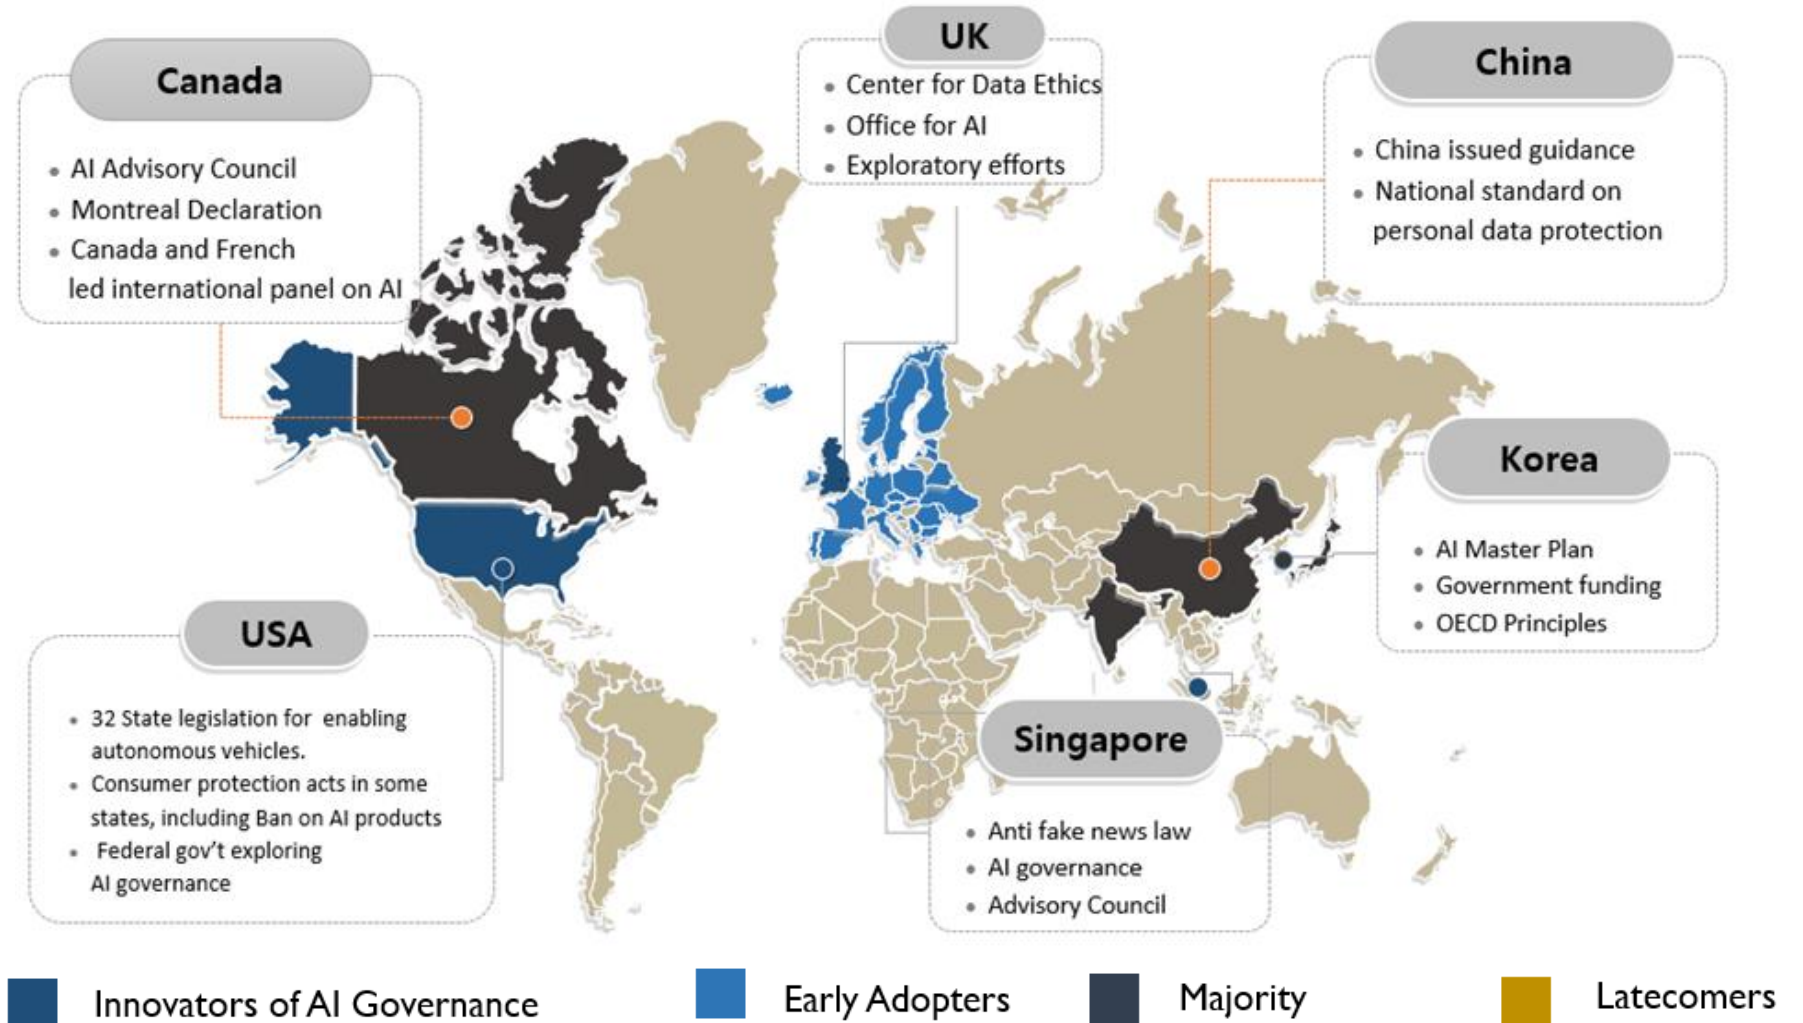 Canada
AI Advisory Council
Montreal Declaration
Canada and French
led international panel on AI
UK
Center for Data Ethics
Office for AI
Exploratory efforts
China
China issued guidance
National standard on
personal data protection
Korea
AI Master Plan
Government funding
OECD Principles
USA
32 State legislation for enabling
autonomous vehicles.
Consumer protection acts in some
states, including Ban on AI products
Federal gov't exploring
AI governance
Singapore
Anti fake news law
AI governance
Advisory Council
Innovators of AI Governance
Early Adopters
Majority
Latecomers